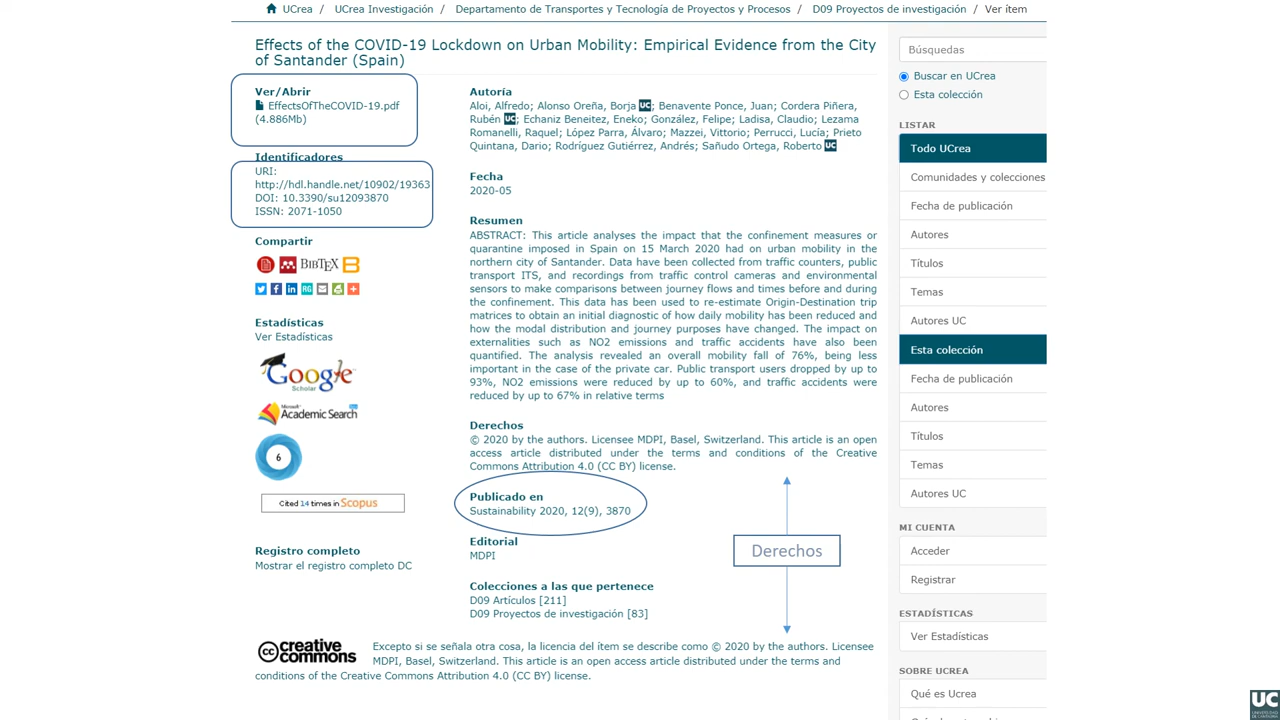 UCrea / UCrea Investigación / Departamento de Transportes y Tecnología de Proyectos y Procesos / D09 Proyectos de investigación / Ver ítem
Effects of the COVID-19 Lockdown on Urban Mobility: Empirical Evidence from the City
of Santander (Spain)
Ver/Abrir
EffectsOfTheCOVID-19.pdf
(4.886Mb)
Identificadores
URI:
http://hdl.handle.net/10902/19363
DOI: 10.3390/su12093870
ISSN: 2071-1050
Compartir
BIBTEX
Estadísticas
Ver Estadísticas
Google
Scholar
Microsoft
Academic Search
6
Cited 14 times in Scopus
Registro completo
Mostrar el registro completo DC
Autoría
Aloi, Alfredo; Alonso Oreña, Borja UC; Benavente Ponce, Juan; Cordera Piñera,
Rubén UC; Echaniz Beneitez, Eneko; González, Felipe; Ladisa, Claudio; Lezama
Romanelli, Raquel; López Parra, Álvaro; Mazzei, Vittorio; Perrucci, Lucía; Prieto
Quintana, Dario; Rodríguez Gutiérrez, Andrés; Sañudo Ortega, Roberto UC
Fecha
2020-05
Resumen
ABSTRACT: This article analyses the impact that the confinement measures or
quarantine imposed in Spain on 15 March 2020 had on urban mobility in the
northern city of Santander. Data have been collected from traffic counters, public
transport ITS, and recordings from traffic control cameras and environmental
sensors to make comparisons between journey flows and times before and during
the confinement. This data has been used to re-estimate Origin-Destination trip
matrices to obtain an initial diagnostic of how daily mobility has been reduced and
how the modal distribution and journey purposes have changed. The impact on
externalities such as NO2 emissions and traffic accidents have also been
quantified. The analysis revealed an overall mobility fall of 76%, being less
important in the case of the private car. Public transport users dropped by up to
93%, NO2 emissions were reduced by up to 60%, and traffic accidents were
reduced by up to 67% in relative terms
Derechos
© 2020 by the authors. Licensee MDPI, Basel, Switzerland. This article is an open
access article distributed under the terms and conditions of the Creative
Commons Attribution 4.0 (CC BY) license.
Publicado en
Sustainability 2020, 12(9), 3870
Editorial
MDPI
Colecciones a las que pertenece
D09 Artículos [211]
D09 Proyectos de investigación [83]
Derechos
cc creative commons
Excepto si se señala otra cosa, la licencia del ítem se describe como © 2020 by the authors. Licensee
MDPI, Basel, Switzerland. This article is an open access article distributed under the terms and
conditions of the Creative Commons Attribution 4.0 (CC BY) license.
Búsquedas
Buscar en UCrea
Esta colección
LISTAR
Todo UCrea
Comunidades y colecciones
Fecha de publicación
Autores
Títulos
Temas
Autores UC
Esta colección
Fecha de publicación
Autores
Títulos
Temas
Autores UC
MI CUENTA
Acceder
Registrar
ESTADÍSTICAS
Ver Estadísticas
SOBRE UCREA
Qué es Ucrea
UC